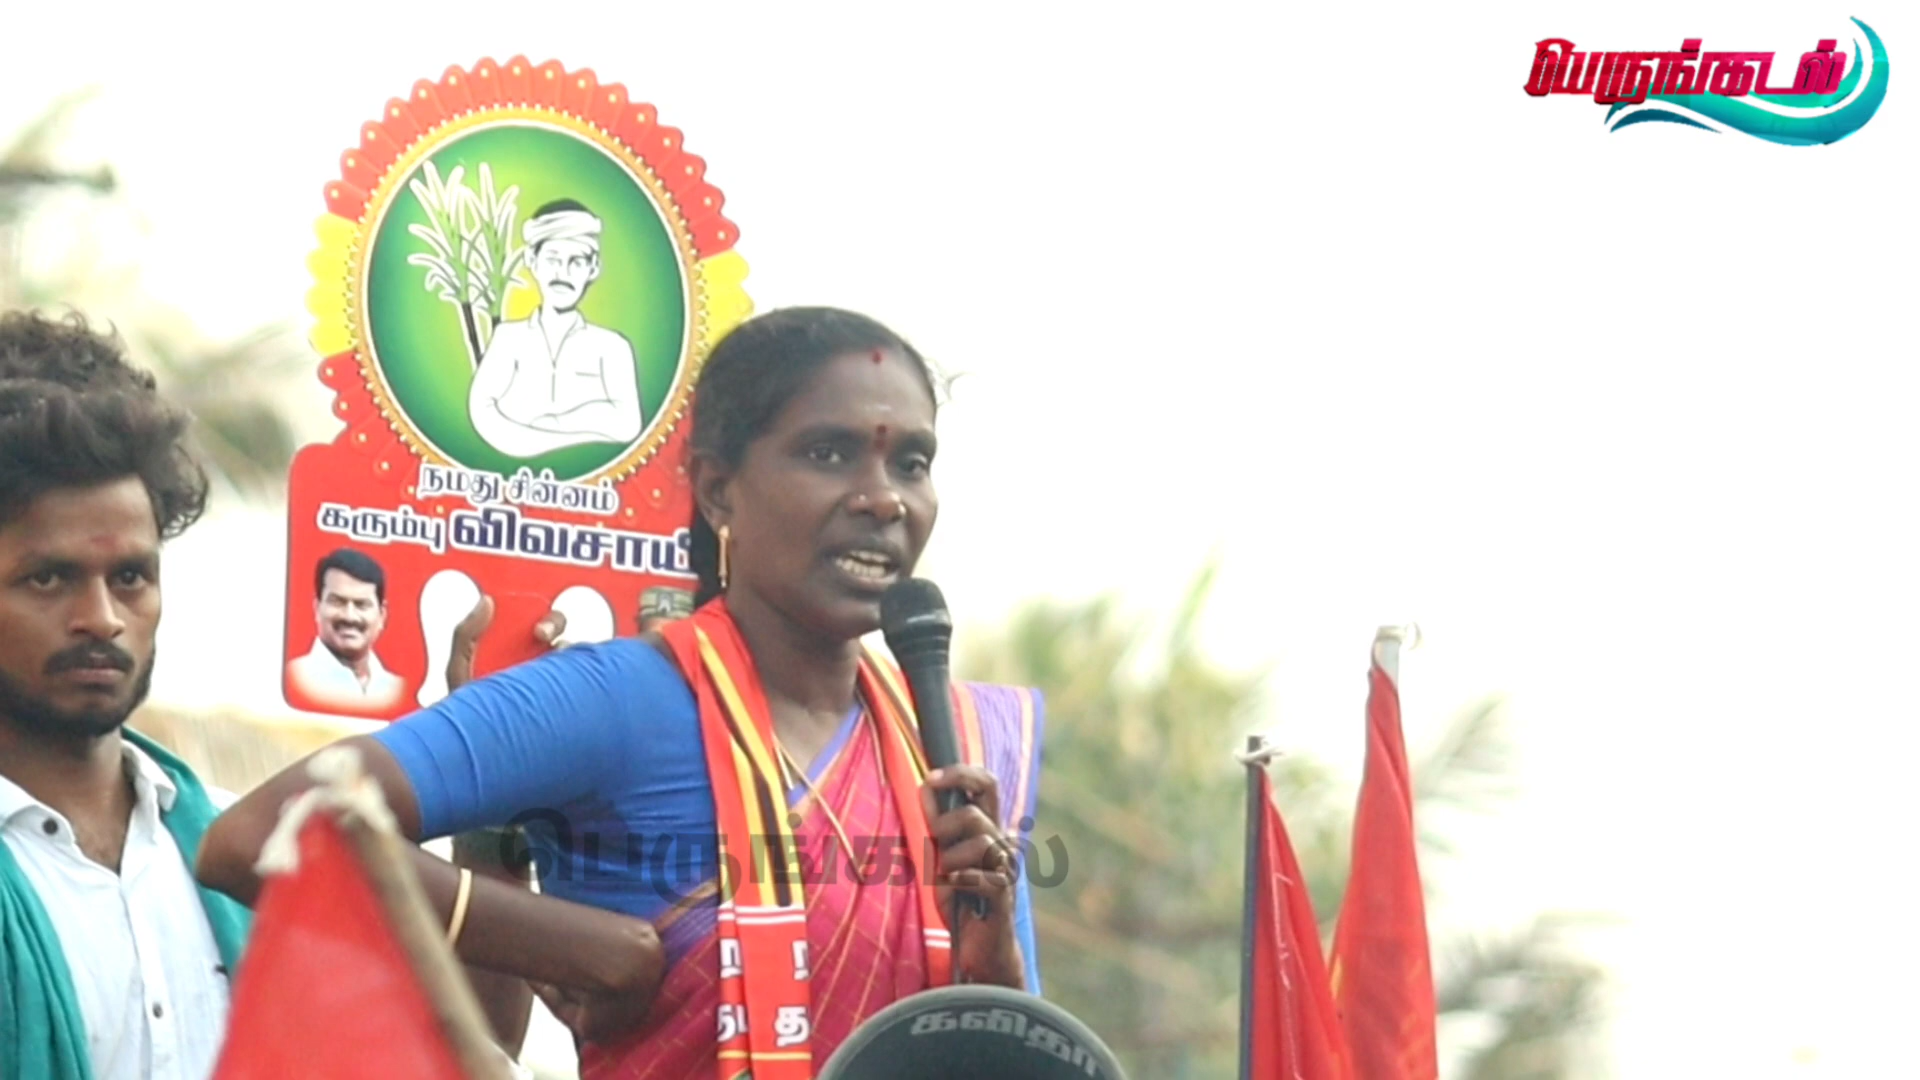 பெருங்கடல்
நமது சின்னம்
கரும்பு விவசாயி
பெருங்கடல்
நா
த
கவிதா